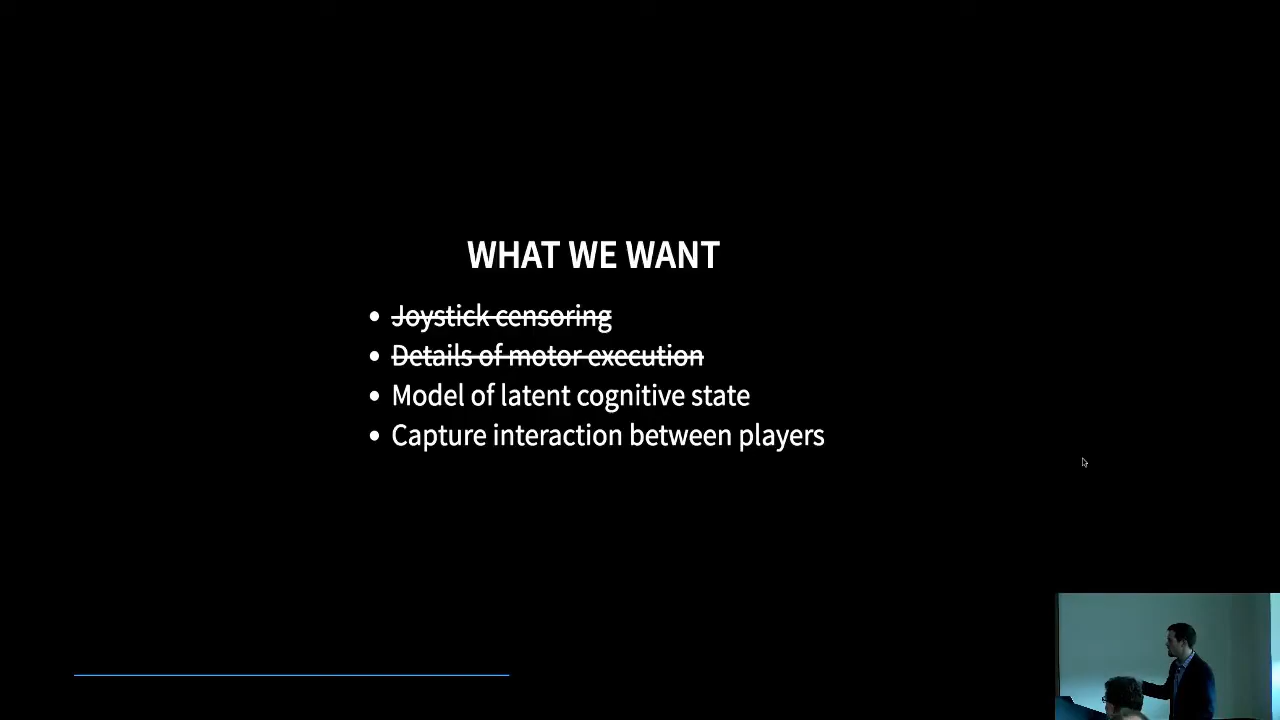 WHAT WE WANT
Joystick censoring
Details of motor execution
Model of latent cognitive state
Capture interaction between players